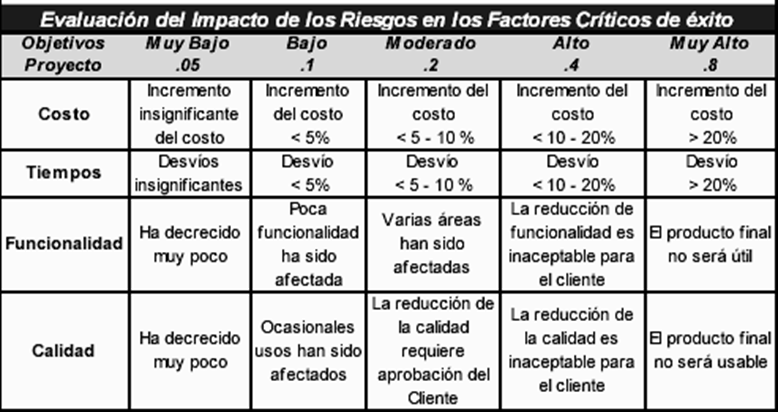 Evaluación del Impacto de los Riesgos en los Factores Críticos de éxito
Objetivos Proyecto
Muy Bajo
.05
Bajo
.1
Moderado
.2
Alto
.4
Muy Alto
.8
Costo
Incremento
insignificante
del costo
Incremento
del costo
< 5%
Incremento del
costo
< 5 - 10 %
Incremento del
costo
< 10 - 20%
Incremento del
costo
> 20%
Tiempos
Desvíos
insignificantes
Desvío
< 5%
Desvío
< 5 - 10 %
Desvío
< 10 - 20%
Desvío
> 20%
Funcionalidad
Ha decrecido
muy poco
Poca
funcionalidad
ha sido
afectada
Varias áreas
han sido
afectadas
La reducción de
funcionalidad es
inaceptable para
el cliente
El producto final
no será útil
Calidad
Ha decrecido
muy poco
Ocasionales
usos han sido
afectados
La reducción de
la calidad
requiere
aprobación del
Cliente
La reducción de
la calidad es
inaceptable para
el cliente
El producto final
no será usable